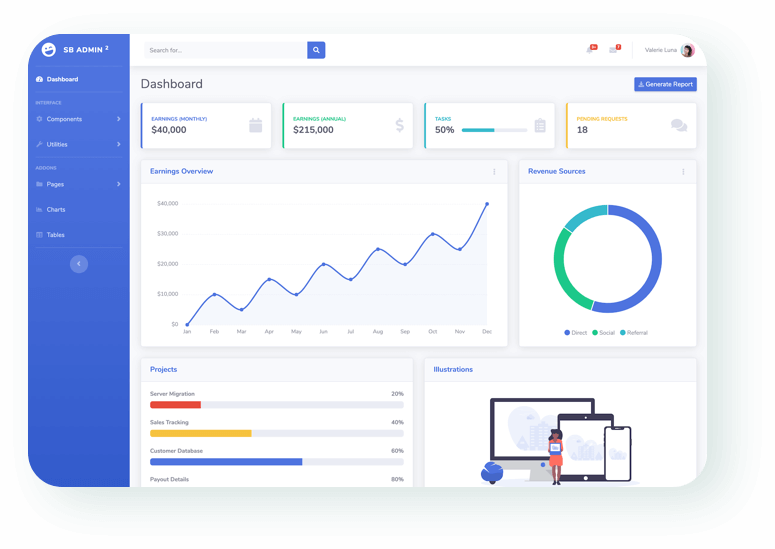 SB ADMIN 2
Search for...
3+
7
Valerie Luna
Dashboard
INTERFACE
Components
Utilities
ADDONS
Pages
Charts
Tables
Dashboard
Generate Report
EARNINGS (MONTHLY)
$40,000
EARNINGS (ANNUAL)
$215,000
TASKS
50%
PENDING REQUESTS
18
Earnings Overview
$40,000
$30,000
$20,000
$10,000
$0
Jan Feb Mar Apr May Jun Jul Aug Sep Oct Nov Dec
Revenue Sources
Direct Social Referral
Projects
Server Migration 20%
Sales Tracking 40%
Customer Database 60%
Payout Details 80%
Illustrations